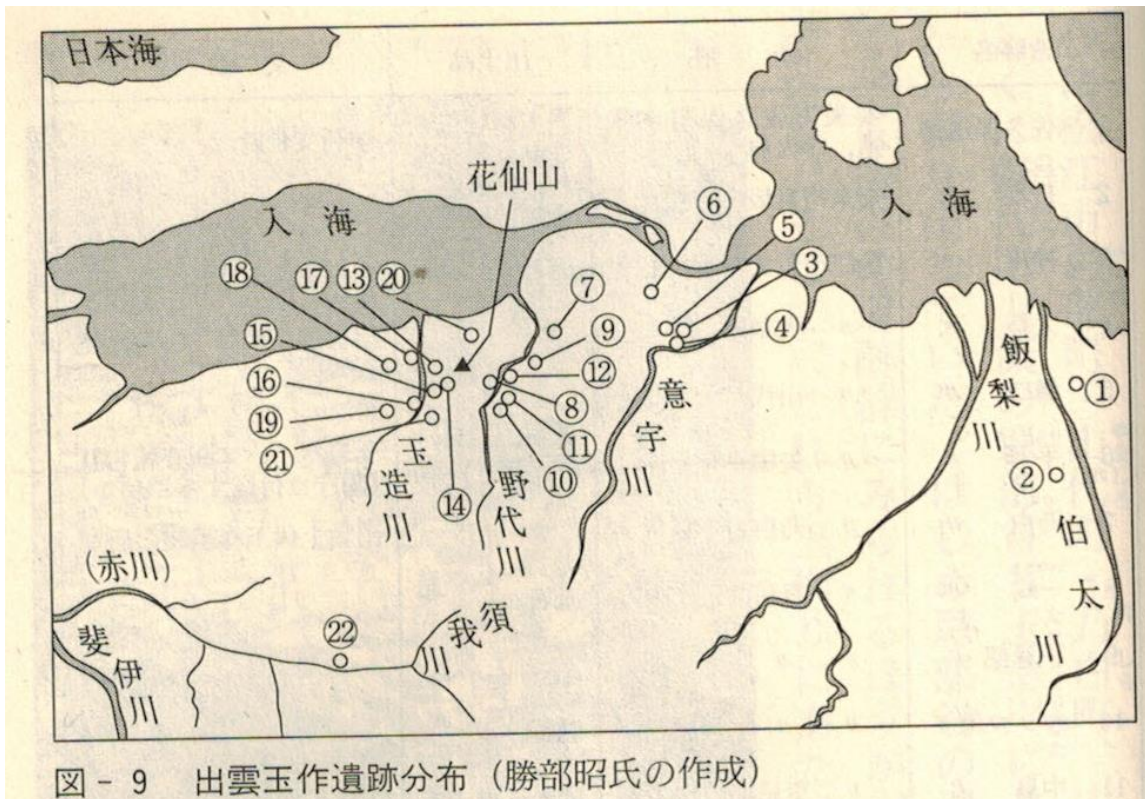 日本海
花仙山
入海
入海
⑥
⑤
③
⑱
⑰
⑬
⑳
⑦
⑮
⑨
④
⑯
⑫
⑲
⑧
㉑
⑪
⑭
⑩
①
②
㉒
玉造川
野代川
意宇川
飯梨川
伯太川
(赤川)
斐伊川
須我川
図－9 出雲玉作遺跡分布 (勝部昭氏の作成)